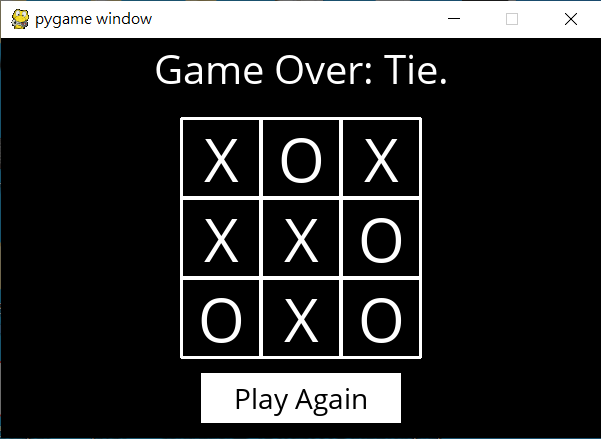 pygame window
Game Over: Tie.
X O X
X X O
O X O
Play Again